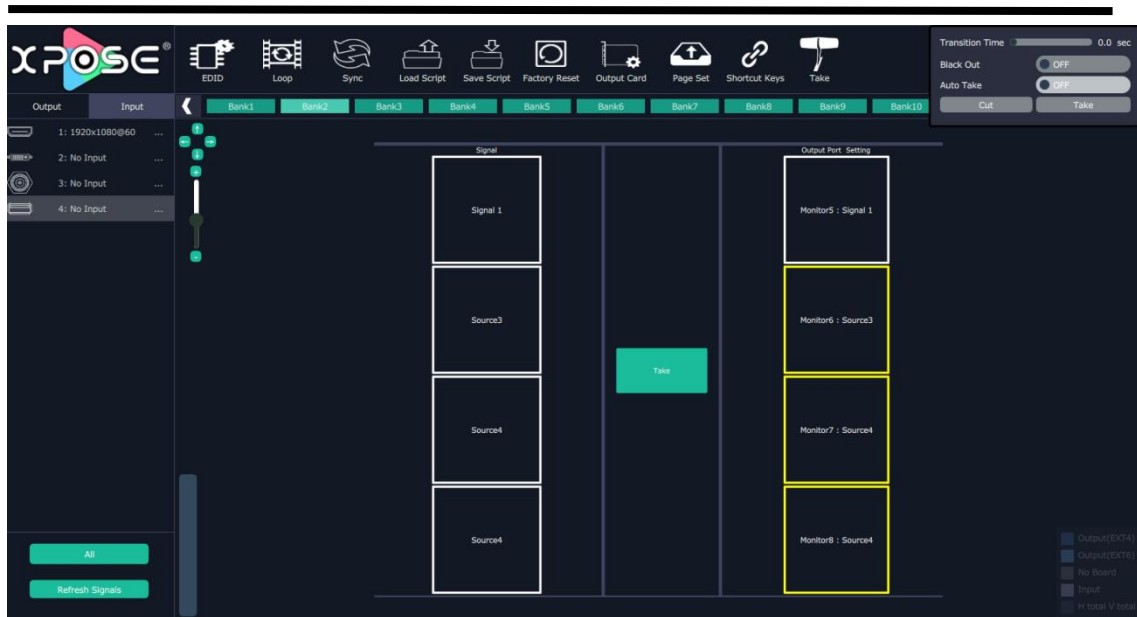 XPOSE®
EDID
Loop
Sync
Load Script
Save Script
Factory Reset
Output Card
Page Set
Shortcut Keys
Take
Transition Time 0.0 sec
Black Out OFF
Auto Take OFF
Cut Take
Output Input
Bank1 Bank2 Bank3 Bank4 Bank5 Bank6 Bank7 Bank8 Bank9 Bank10
1: 1920x1080@60 ...
2: No Input ...
3: No Input ...
4: No Input ...
Signal
Signal 1
Source3
Source4
Source4
Take
Output Port Setting
Monitor5 : Signal 1
Monitor6 : Source3
Monitor7 : Source4
Monitor8 : Source4
All
Refresh Signals
Output(EXT4)
Output(EXT6)
No Board
Input
H total V total